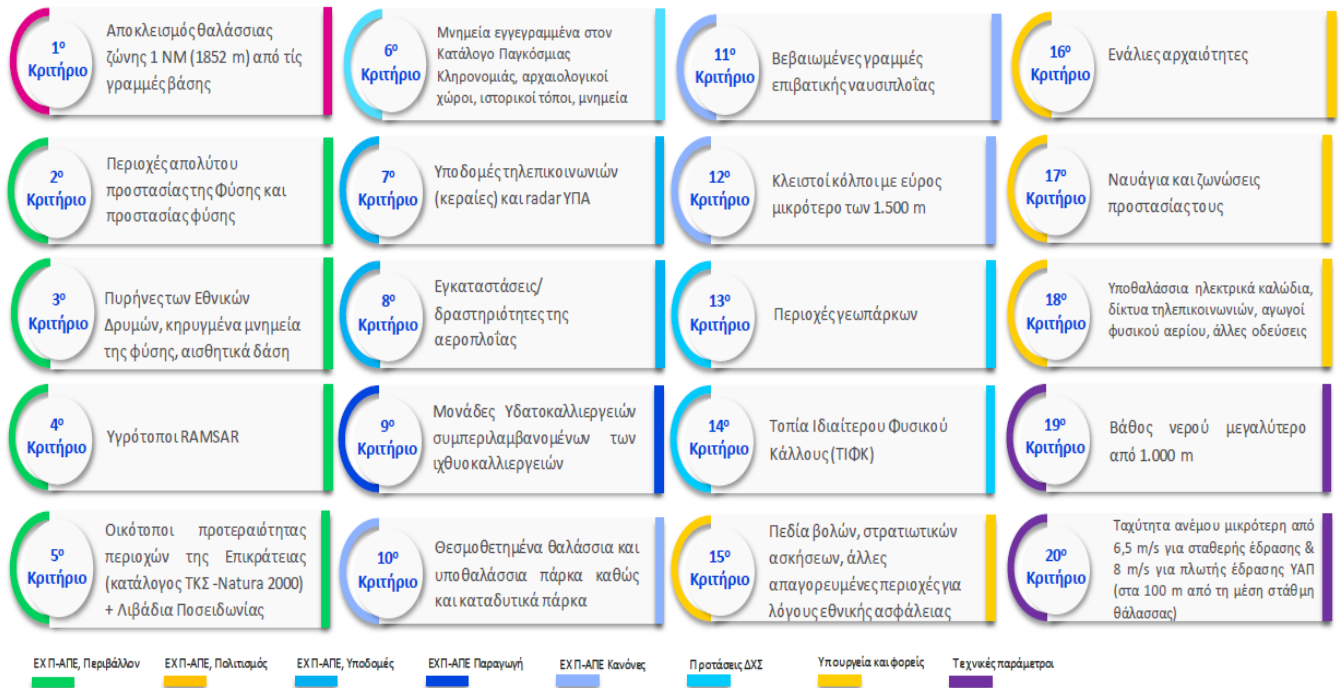 1ο
Κριτήριο
Αποκλεισμός θαλάσσιας
ζώνης 1 NM (1852 m) από τίς
γραμμές βάσης
2ο
Κριτήριο
Περιοχές απολύτου
προστασίας της Φύσης και
προστασίας φύσης
3ο
Κριτήριο
Πυρήνες των Εθνικών
Δρυμών, κηρυγμένα μνημεία
της φύσης, αισθητικά δάση
4ο
Κριτήριο
Υγρότοποι RAMSAR
5ο
Κριτήριο
Οικότοποι προτεραιότητας
περιοχών της Επικράτειας
(κατάλογος ΤΚΣ -Natura 2000)
+ Λιβάδια Ποσειδωνίας
6ο
Κριτήριο
Μνημεία εγγεγραμμένα στον
Κατάλογο Παγκόσμιας
Κληρονομιάς, αρχαιολογικοί
χώροι, ιστορικοί τόποι, μνημεία
7ο
Κριτήριο
Υποδομές τηλεπικοινωνιών
(κεραίες) και radar ΥΠΑ
8ο
Κριτήριο
Εγκαταστάσεις/
δραστηριότητες της
αεροπλοΐας
9ο
Κριτήριο
Μονάδες Υδατοκαλλιεργειών
συμπεριλαμβανομένων των
ιχθυοκαλλιεργειών
10ο
Κριτήριο
Θεσμοθετημένα θαλάσσια και
υποθαλάσσια πάρκα καθώς
και καταδυτικά πάρκα
11ο
Κριτήριο
Βεβαιωμένες γραμμές
επιβατικής ναυσιπλοΐας
12ο
Κριτήριο
Κλειστοί κόλποι με εύρος
μικρότερο των 1.500 m
13ο
Κριτήριο
Περιοχές γεωπάρκων
14ο
Κριτήριο
Τοπία Ιδιαίτερου Φυσικού
Κάλλους (ΤΙΦΚ)
15ο
Κριτήριο
Πεδία βολών, στρατιωτικών
ασκήσεων, άλλες
απαγορευμένες περιοχές για
λόγους εθνικής ασφάλειας
16ο
Κριτήριο
Ενάλιες αρχαιότητες
17ο
Κριτήριο
Ναυάγια και ζωνώσεις
προστασίας τους
18ο
Κριτήριο
Υποθαλάσσια ηλεκτρικά καλώδια,
δίκτυα τηλεπικοινωνιών, αγωγοί
φυσικού αερίου, άλλες οδεύσεις
19ο
Κριτήριο
Βάθος νερού μεγαλύτερο
από 1.000 m
20ο
Κριτήριο
Ταχύτητα ανέμου μικρότερη από
6,5 m/s για σταθερής έδρασης &
8 m/s για πλωτής έδρασης ΥΑΠ
(στα 100 m από τη μέση στάθμη
θάλασσας)
ΕΧΠ-ΑΠΕ, Περιβάλλον
ΕΧΠ-ΑΠΕ, Πολιτισμός
ΕΧΠ-ΑΠΕ, Υποδομές
ΕΧΠ-ΑΠΕ Παραγωγή
ΕΧΠ-ΑΠΕ Κανόνες
Προτάσεις ΔΧΣ
Υπουργεία και φορείς
Τεχνικές παράμετροι